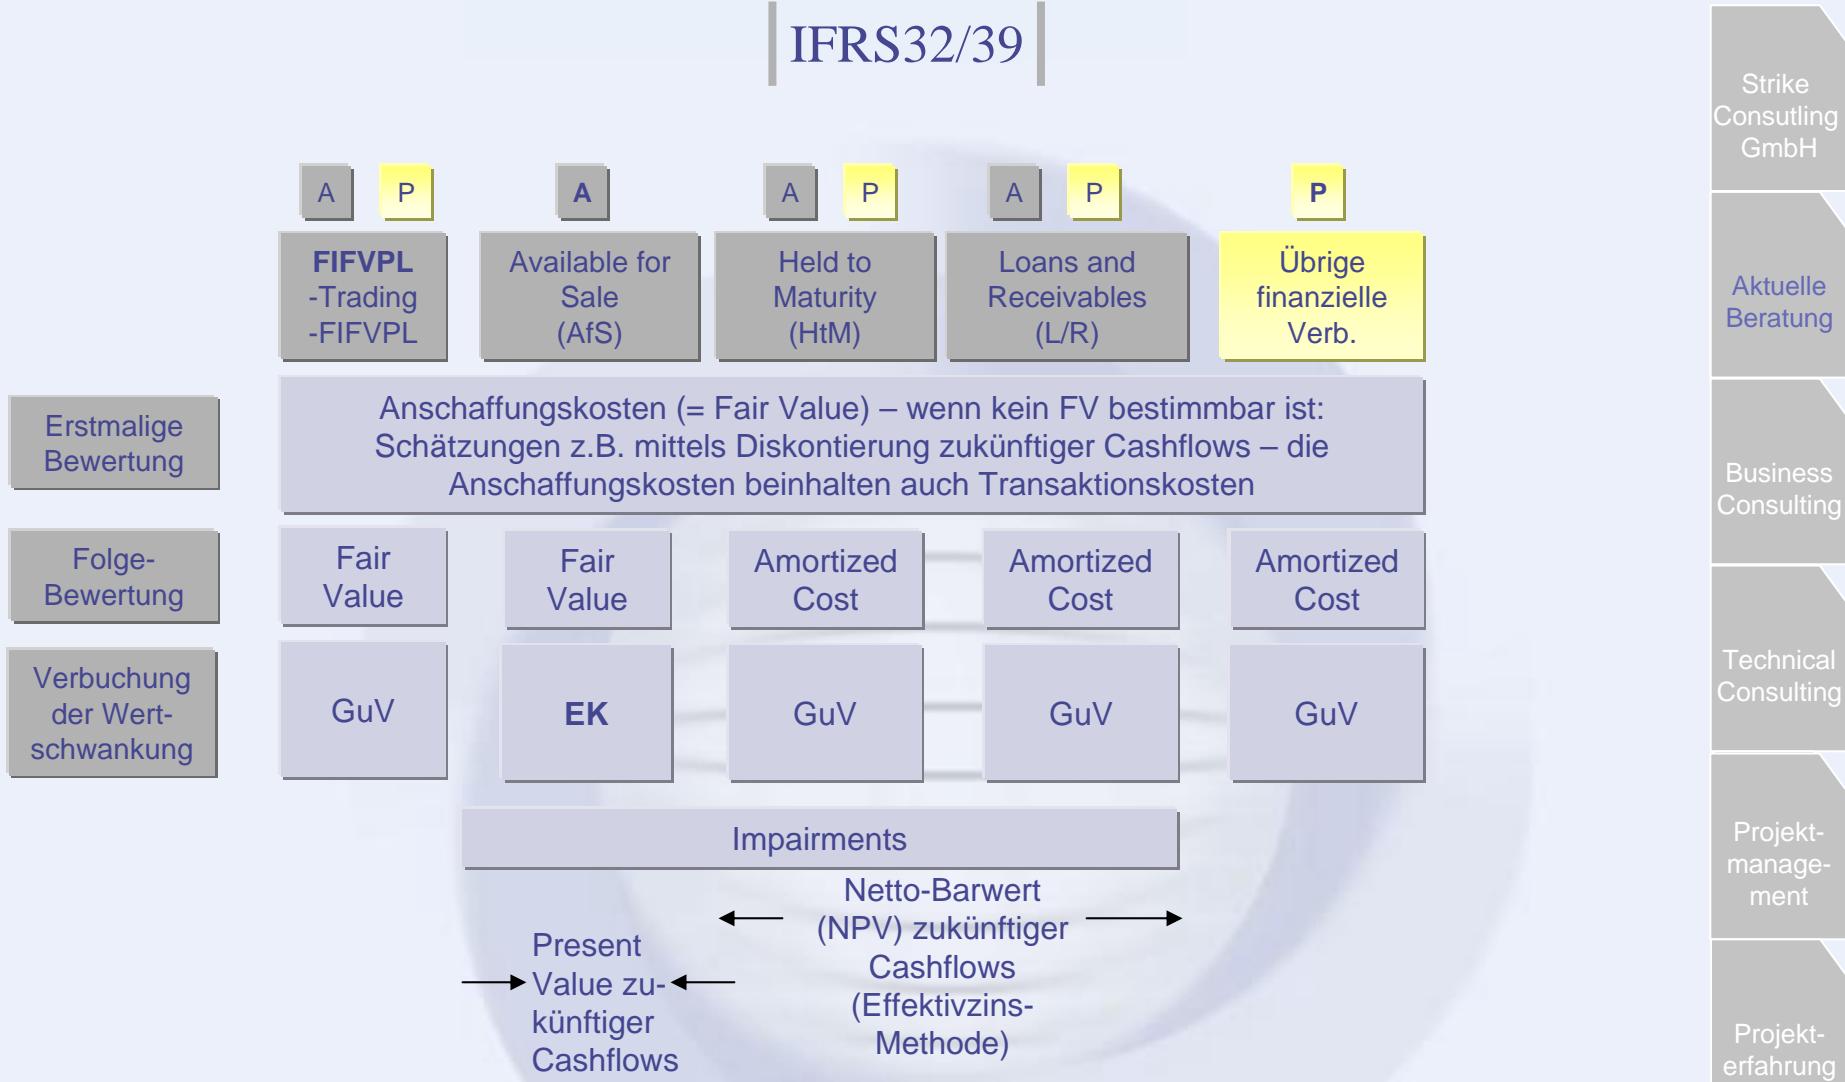 IFRS32/39
A
P
A
A
P
A
P
P
FIFVPL
-Trading
-FIFVPL
Available for
Sale
(AfS)
Held to
Maturity
(HtM)
Loans and
Receivables
(L/R)
Übrige
finanzielle
Verb.
Erstmalige
Bewertung
Anschaffungskosten (= Fair Value) – wenn kein FV bestimmbar ist:
Schätzungen z.B. mittels Diskontierung zukünftiger Cashflows – die
Anschaffungskosten beinhalten auch Transaktionskosten
Folge-
Bewertung
Fair
Value
Fair
Value
Amortized
Cost
Amortized
Cost
Amortized
Cost
Verbuchung
der Wert-
schwankung
GuV
EK
GuV
GuV
GuV
Impairments
Present
Value zu-
künftiger
Cashflows
Netto-Barwert
(NPV) zukünftiger
Cashflows
(Effektivzins-
Methode)
Strike
Consutling
GmbH
Aktuelle
Beratung
Business
Consulting
Technical
Consulting
Projekt-
manage-
ment
Projekt-
erfahrung